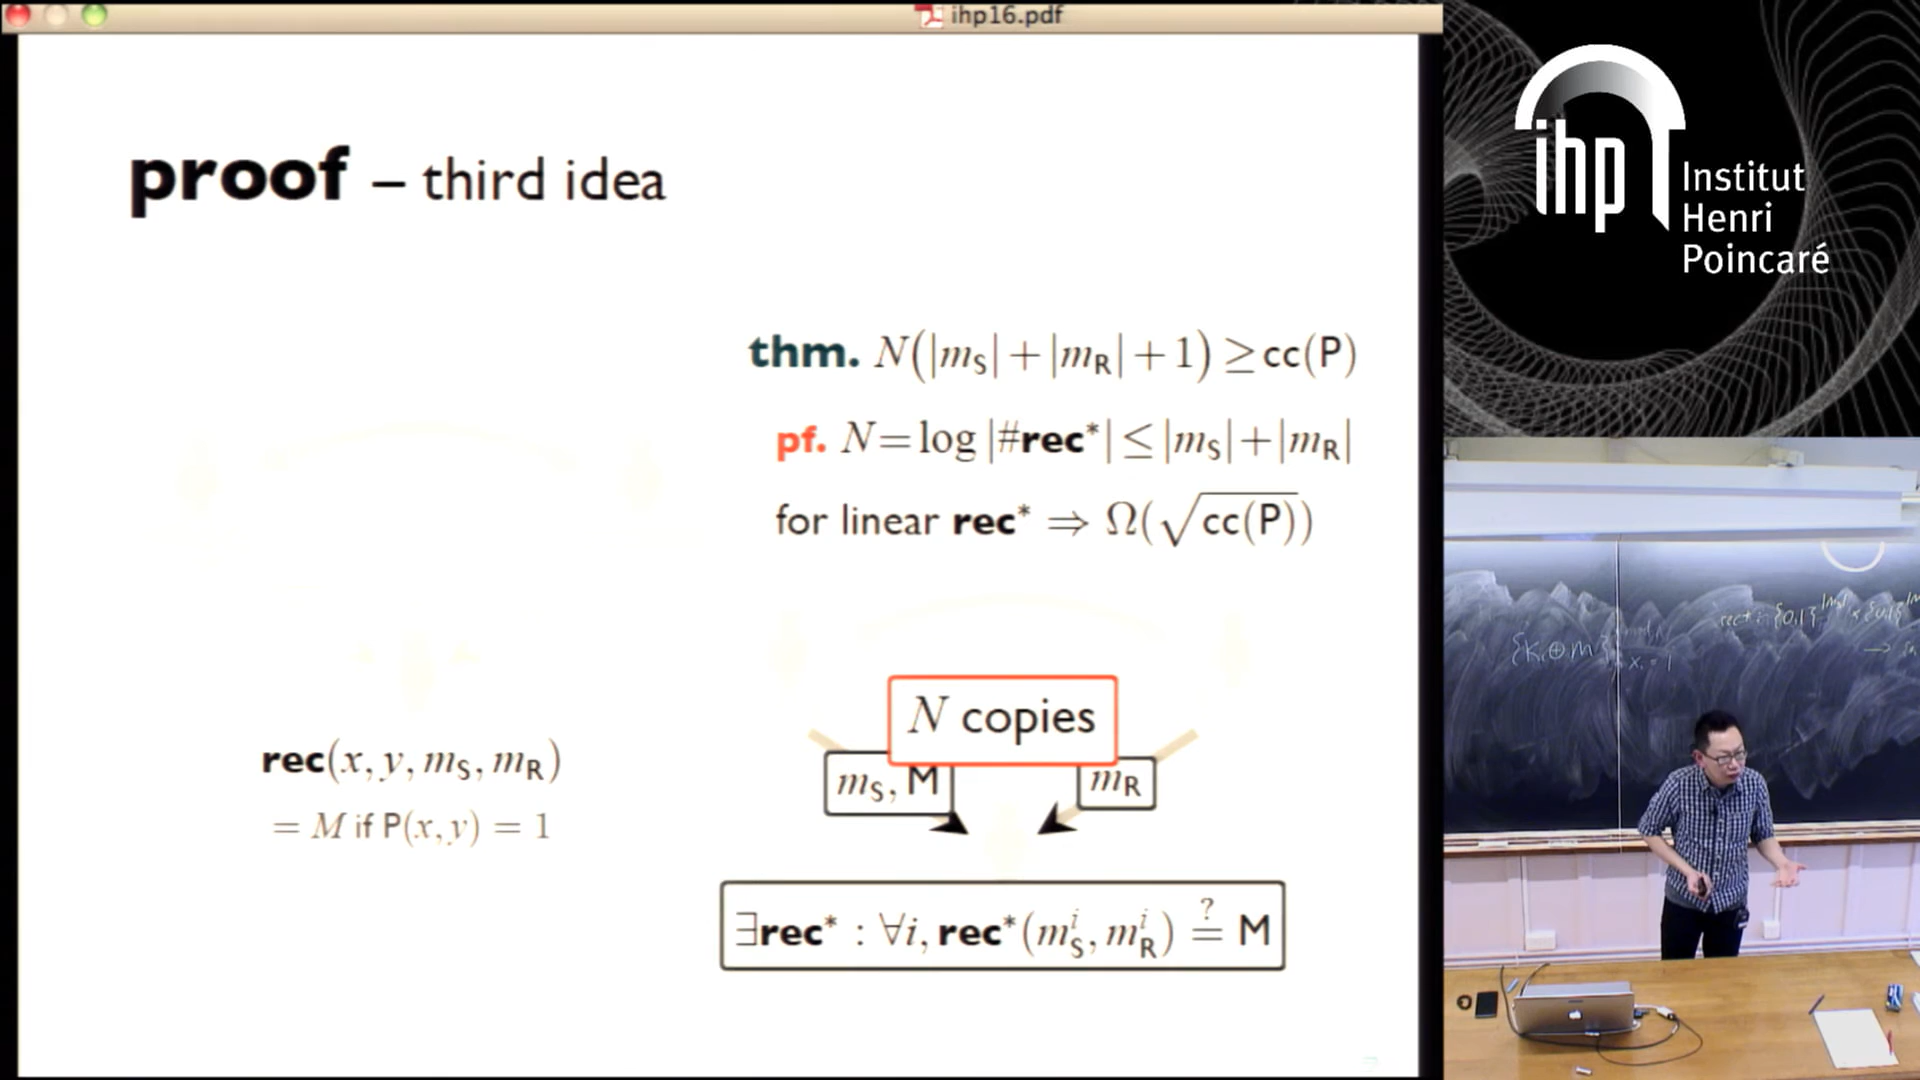 ihp16.pdf
proof – third idea
thm. N(|m_S| + |m_R| + 1) ≥ cc(P)
pf. N = log |#rec*| ≤ |m_S| + |m_R|
for linear rec* ⇒ Ω(√cc(P))
N copies
m_S, M
m_R
rec(x, y, m_S, m_R)
= M if P(x, y) = 1
∃rec* : ∀i, rec*(m_S^i, m_R^i) ≟ M
ihp
Institut
Henri
Poincaré